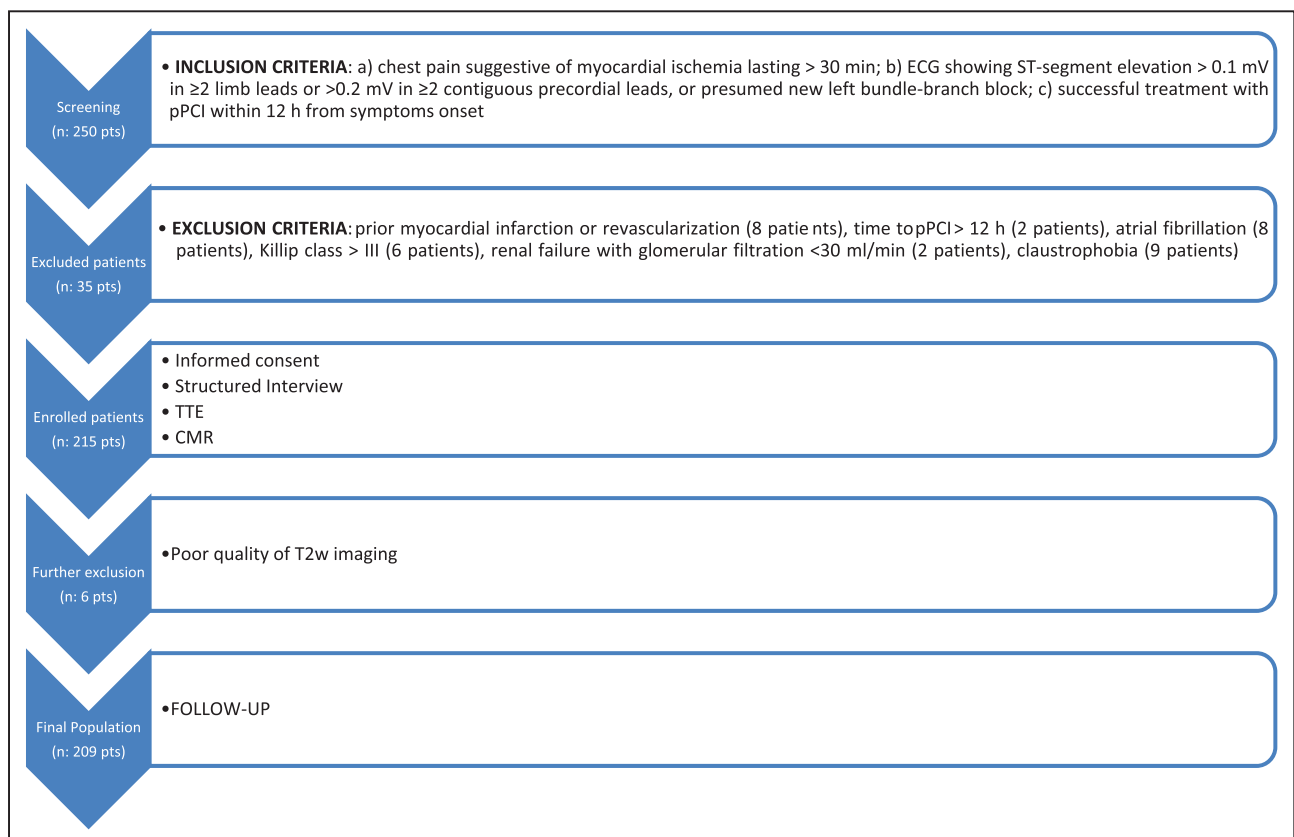 Screening
(n: 250 pts)
• INCLUSION CRITERIA: a) chest pain suggestive of myocardial ischemia lasting > 30 min; b) ECG showing ST-segment elevation > 0.1 mV
in ≥2 limb leads or >0.2 mV in ≥2 contiguous precordial leads, or presumed new left bundle-branch block; c) successful treatment with
pPCI within 12 h from symptoms onset
Excluded patients
(n: 35 pts)
• EXCLUSION CRITERIA: prior myocardial infarction or revascularization (8 patients), time to pPCI > 12 h (2 patients), atrial fibrillation (8
patients), Killip class > III (6 patients), renal failure with glomerular filtration <30 ml/min (2 patients), claustrophobia (9 patients)
Enrolled patients
(n: 215 pts)
• Informed consent
• Structured Interview
• TTE
• CMR
Further exclusion
(n: 6 pts)
•Poor quality of T2w imaging
Final Population
(n: 209 pts)
•FOLLOW-UP